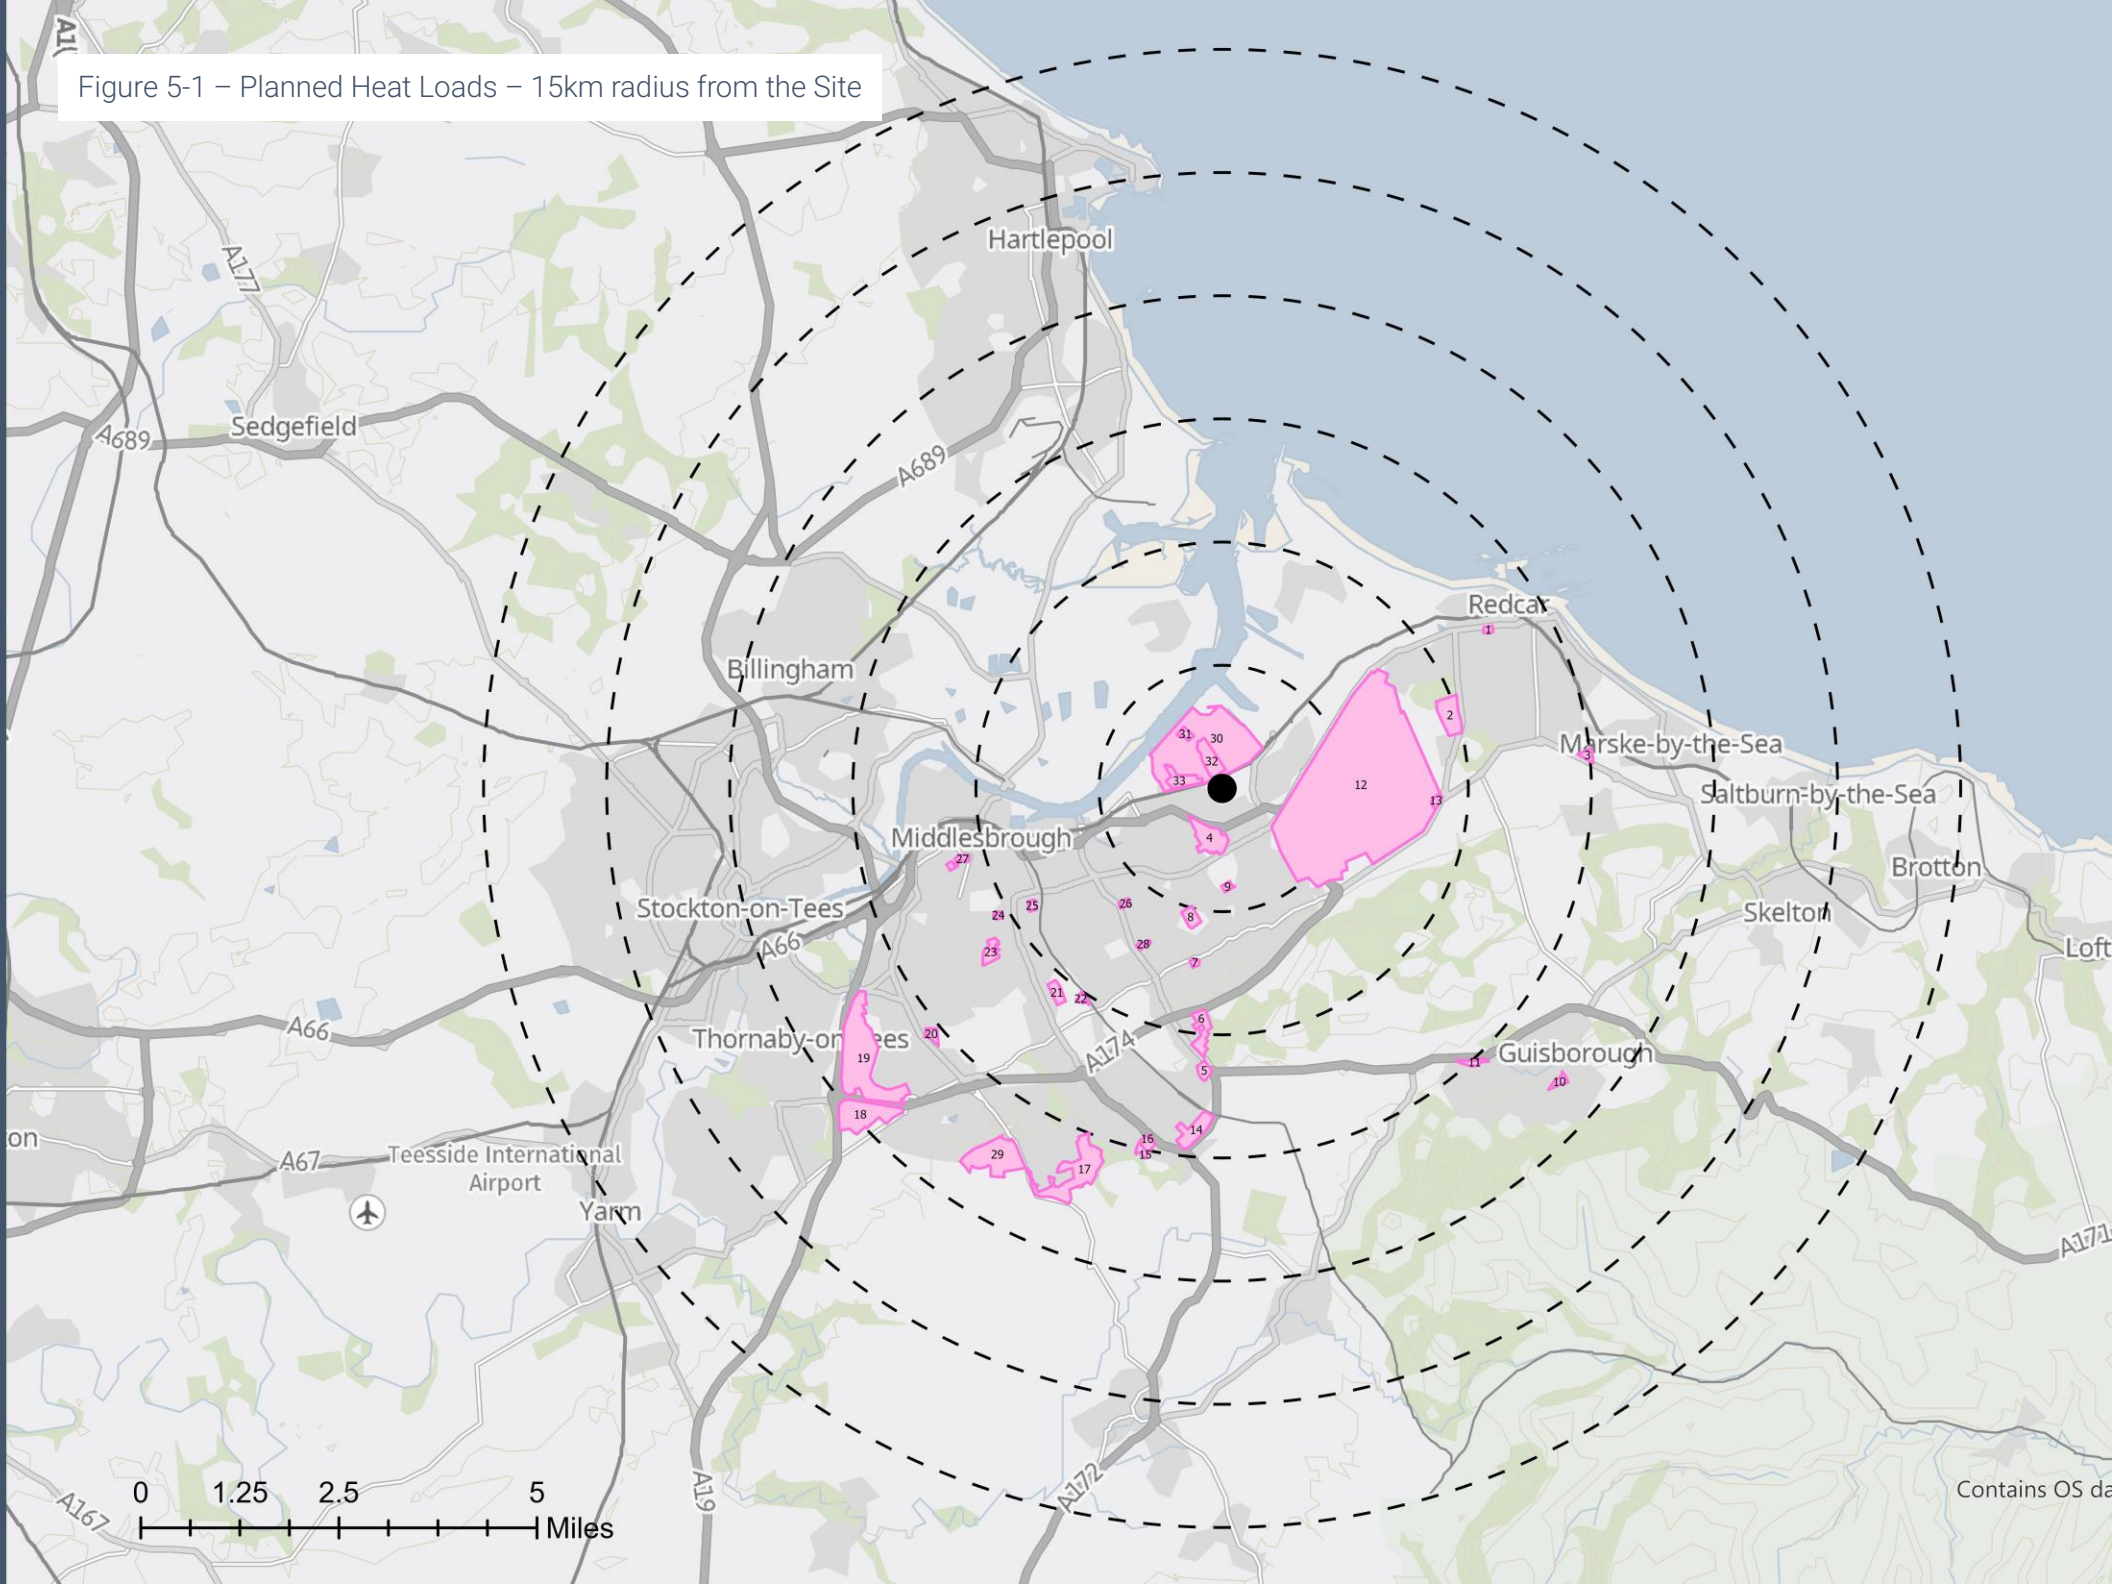 Figure 5-1 – Planned Heat Loads – 15km radius from the Site
A177
Hartlepool
Sedgefield
A689
A689
Redcar
1
Billingham
2
31
30
Marske-by-the-Sea
3
32
33
12
Saltburn-by-the-Sea
13
Middlesbrough
4
27
Brotton
9
Stockton-on-Tees
25
26
24
8
Skelton
A66
23
28
Loft
7
21
22
A66
6
Thornaby-on-Tees
20
A174
19
5
11
Guisborough
10
18
14
on
16
15
A67
Teesside International
Airport
29
17
Yarm
A171
A172
A19
A167
0 1.25 2.5 5
Miles
Contains OS da